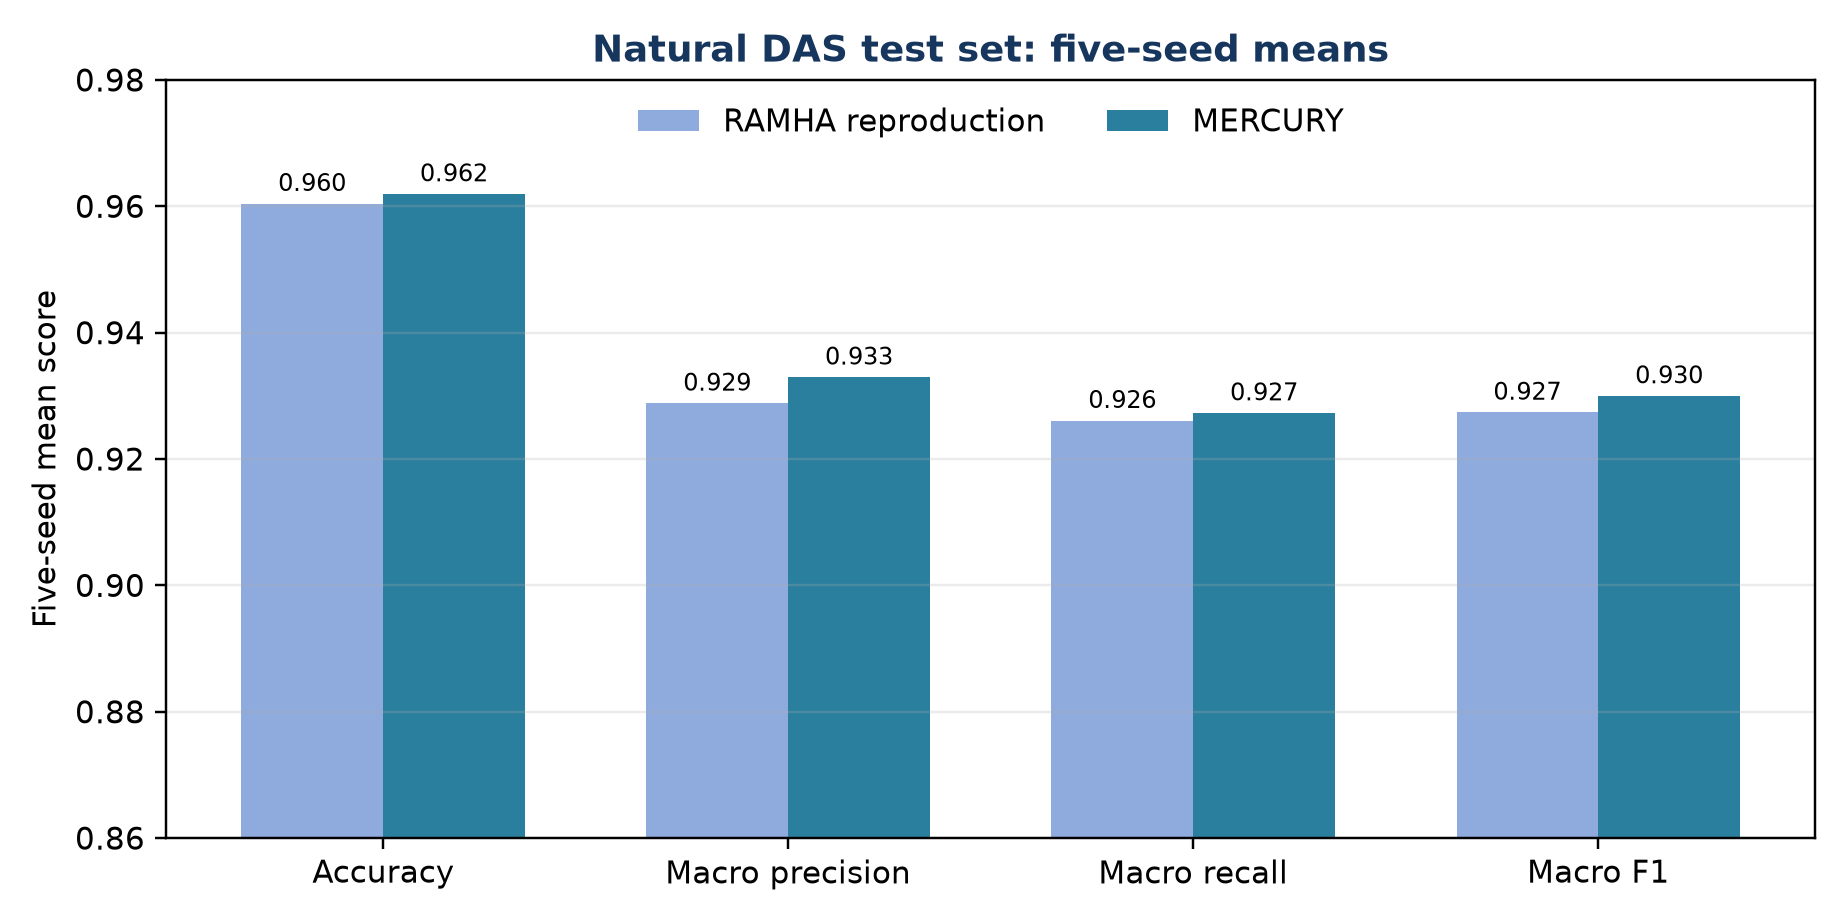 Natural DAS test set: five-seed means
RAMHA reproduction
MERCURY
Five-seed mean score
0.98
0.96
0.94
0.92
0.90
0.88
0.86
0.960
0.962
0.929
0.933
0.926
0.927
0.927
0.930
Accuracy
Macro precision
Macro recall
Macro F1